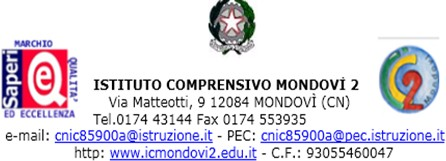 MARCHIO
Saperi
QUALITA'
ED ECCELLENZA
ISTITUTO COMPRENSIVO MONDOVÌ 2
Via Matteotti, 9 12084 MONDOVÌ (CN)
Tel.0174 43144 Fax 0174 553935
e-mail: cnic85900a@istruzione.it - PEC: cnic85900a@pec.istruzione.it
http: www.icmondovi2.edu.it - C.F.: 93055460047